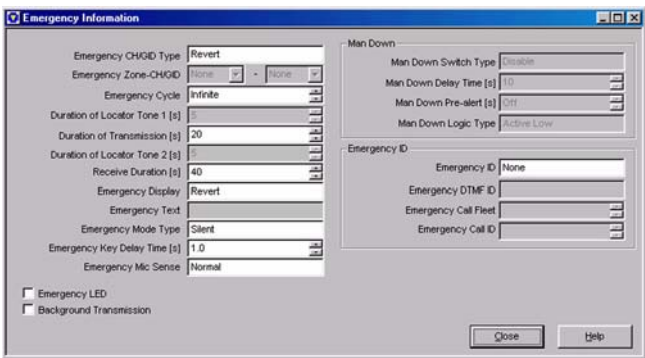 Emergency Information
Emergency CH/GID Type Revert
Emergency Zone-CH/GID None - None
Emergency Cycle Infinite
Duration of Locator Tone 1 [s] 5
Duration of Transmission [s] 20
Duration of Locator Tone 2 [s] 5
Receive Duration [s] 40
Emergency Display Revert
Emergency Text
Emergency Mode Type Silent
Emergency Key Delay Time [s] 1.0
Emergency Mic Sense Normal
Emergency LED
Background Transmission
Man Down
Man Down Switch Type Disable
Man Down Delay Time [s] 10
Man Down Pre-alert [s] Off
Man Down Logic Type Active Low
Emergency ID
Emergency ID None
Emergency DTMF ID
Emergency Call Fleet
Emergency Call ID
Close
Help